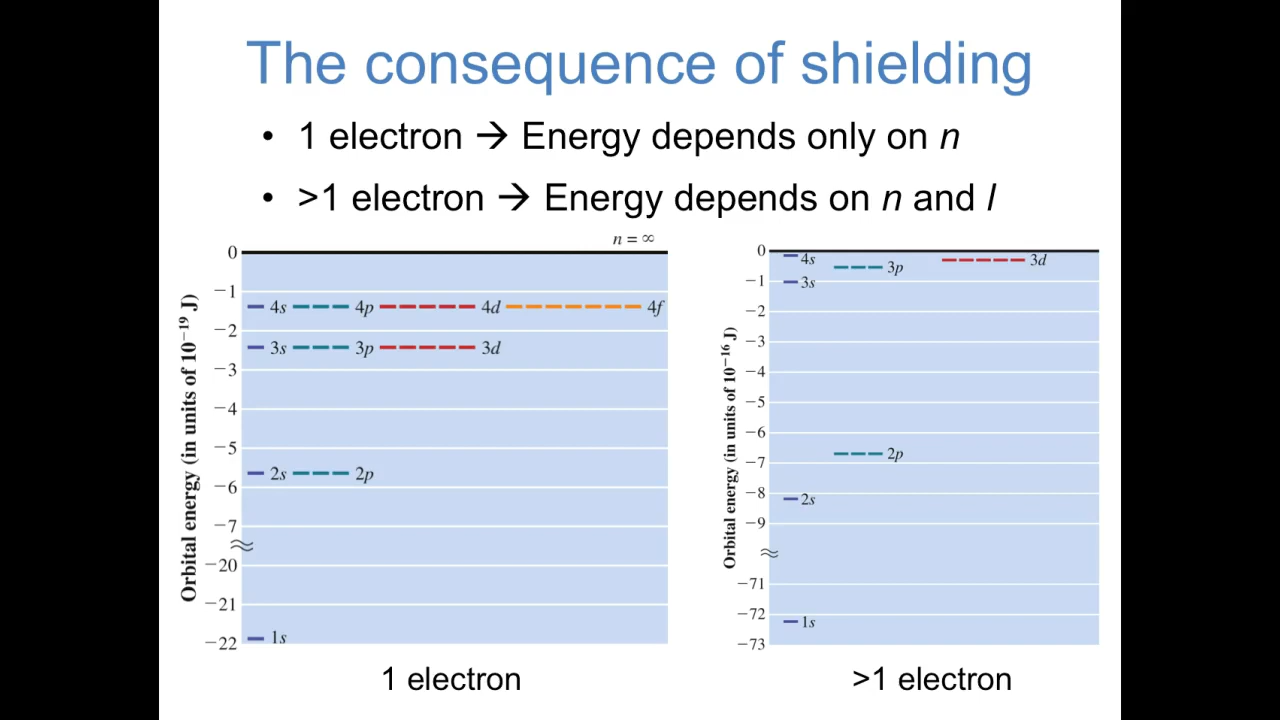 The consequence of shielding
• 1 electron → Energy depends only on n
• >1 electron → Energy depends on n and l
n = ∞
0
−1
4s 4p 4d 4f
−2
3s 3p 3d
−3
−4
−5
2s 2p
−6
−7
≈
−20
−21
1s
−22
Orbital energy (in units of 10⁻¹⁹ J)
1 electron
0
4s 3p 3d
−1 3s
−2
−3
−4
−5
−6
2p
−7
−8 2s
−9
≈
−71
−72 1s
−73
Orbital energy (in units of 10⁻¹⁶ J)
>1 electron